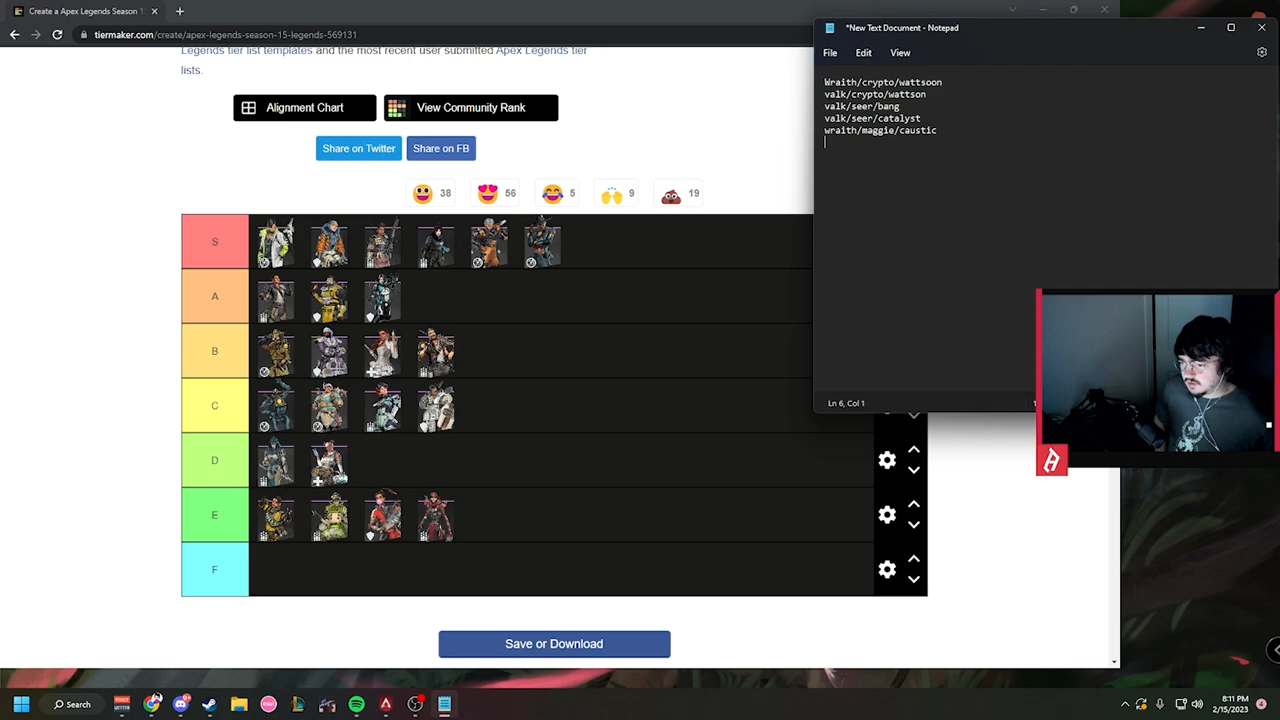 Create a Apex Legends Season 1
tiermaker.com/create/apex-legends-season-15-legends-569131
Legends tier list templates and the most recent user submitted Apex Legends tier
lists.
Alignment Chart
View Community Rank
Share on Twitter
Share on FB
38
56
5
9
19
S
A
B
C
D
E
F
Save or Download
*New Text Document - Notepad
File Edit View
Wraith/crypto/wattsoon
valk/crypto/wattson
valk/seer/bang
valk/seer/catalyst
wraith/maggie/caustic
Ln 6, Col 1
Search
8:11 PM
2/15/2023
4